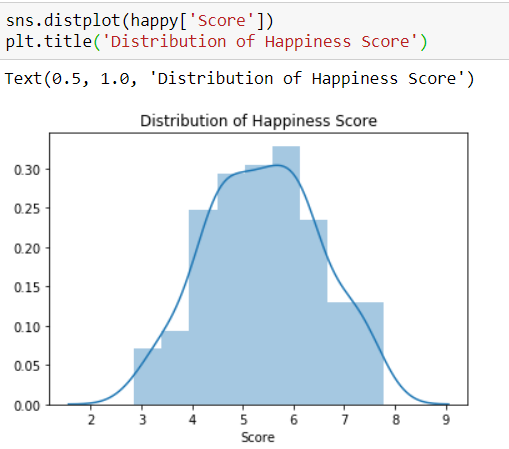 sns.distplot(happy['Score'])
plt.title('Distribution of Happiness Score')
Text(0.5, 1.0, 'Distribution of Happiness Score')
Distribution of Happiness Score
0.30
0.25
0.20
0.15
0.10
0.05
0.00
2 3 4 5 6 7 8 9
Score